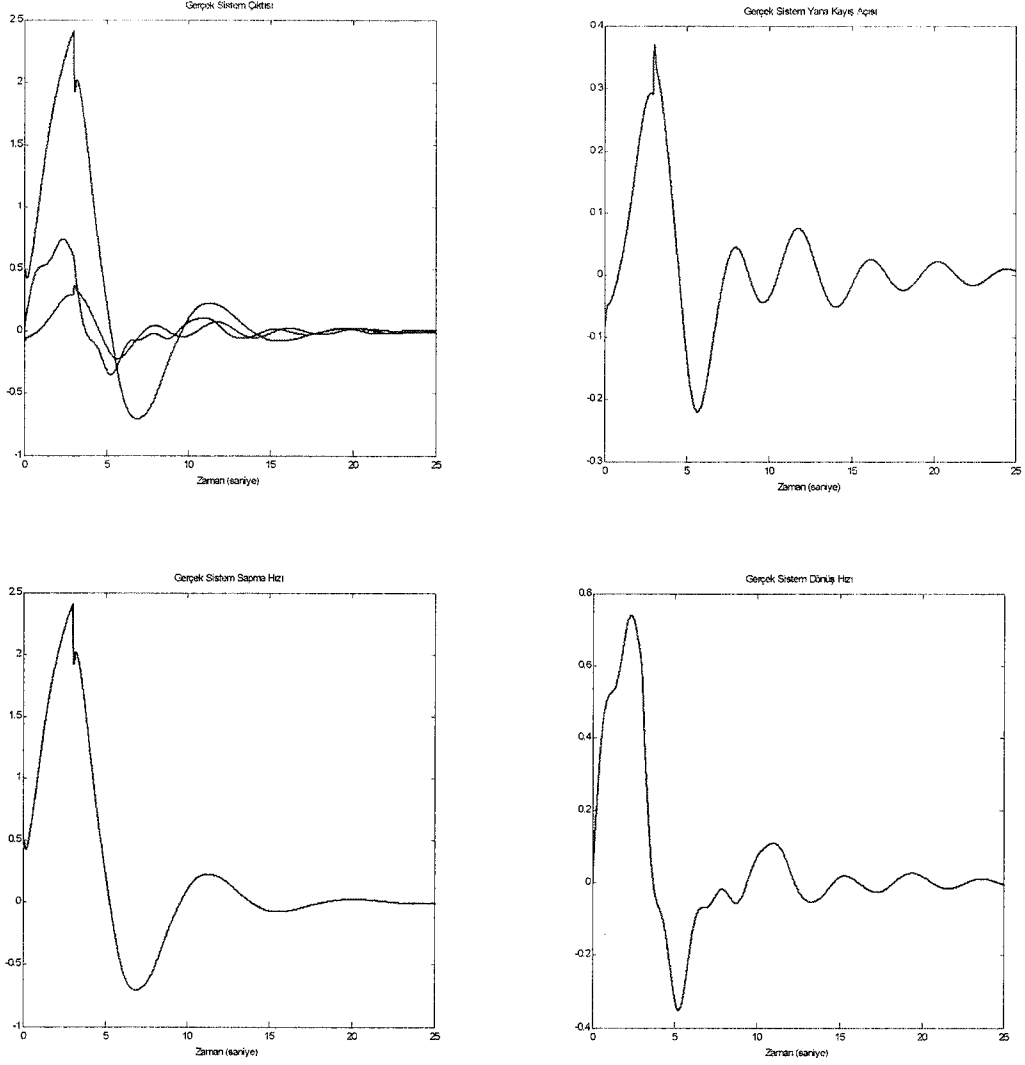 Gerçek Sistem Çıktısı
2.5
2
1.5
1
0.5
0
-0.5
-1
0 5 10 15 20 25
Zaman (saniye)
Gerçek Sistem Yana Kayış Açısı
0.4
0.3
0.2
0.1
0
-0.1
-0.2
-0.3
0 5 10 15 20 25
Zaman (saniye)
Gerçek Sistem Sapma Hızı
2.5
2
1.5
1
0.5
0
-0.5
-1
0 5 10 15 20 25
Zaman (saniye)
Gerçek Sistem Dönüş Hızı
0.8
0.6
0.4
0.2
0
-0.2
-0.4
0 5 10 15 20 25
Zaman (saniye)